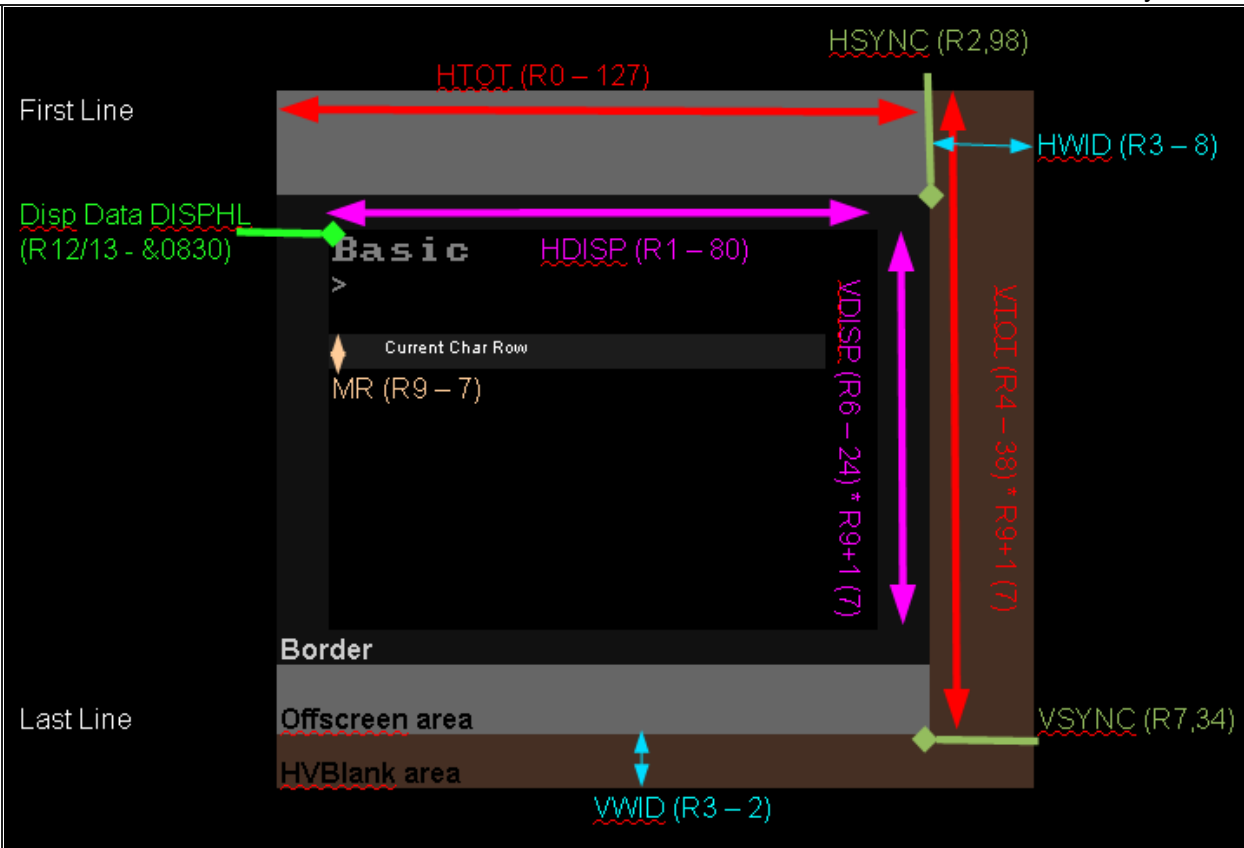 HSYNC (R2,98)
HTOT (R0 – 127)
First Line
HWID (R3 – 8)
Disp Data DISPHL
(R12/13 - &0830)
Basic
>
HDISP (R1 – 80)
VDISP (R6 – 24) * R9+1 (7)
VTOT (R4 – 38) * R9+1 (7)
Current Char Row
MR (R9 – 7)
Border
Last Line
Offscreen area
VSYNC (R7,34)
HVBlank area
VWID (R3 – 2)